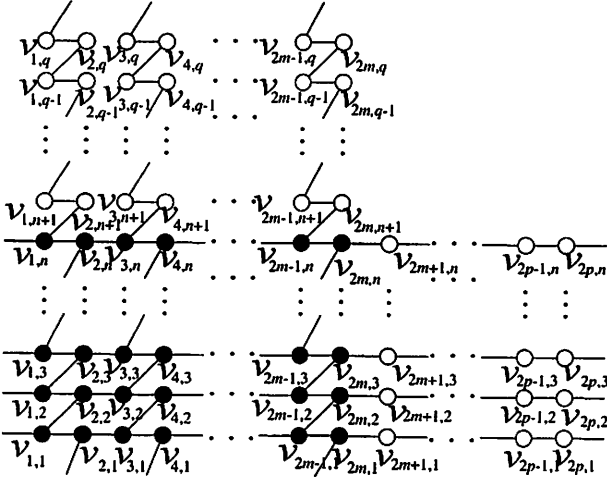 v1,q v2,q v3,q v4,q · · · v2m-1,q v2m,q
v1,q-1 v2,q-1 v3,q-1 v4,q-1 · · · v2m-1,q-1 v2m,q-1
v1,n+1 v2,n+1 v3,n+1 v4,n+1 · · · v2m-1,n+1 v2m,n+1
v1,n v2,n v3,n v4,n · · · v2m-1,n v2m,n v2m+1,n · · · v2p-1,n v2p,n
v1,3 v2,3 v3,3 v4,3 · · · v2m-1,3 v2m,3 v2m+1,3 · · · v2p-1,3 v2p,3
v1,2 v2,2 v3,2 v4,2 · · · v2m-1,2 v2m,2 v2m+1,2 · · · v2p-1,2 v2p,2
v1,1 v2,1 v3,1 v4,1 · · · v2m-1,1 v2m,1 v2m+1,1 · · · v2p-1,1 v2p,1